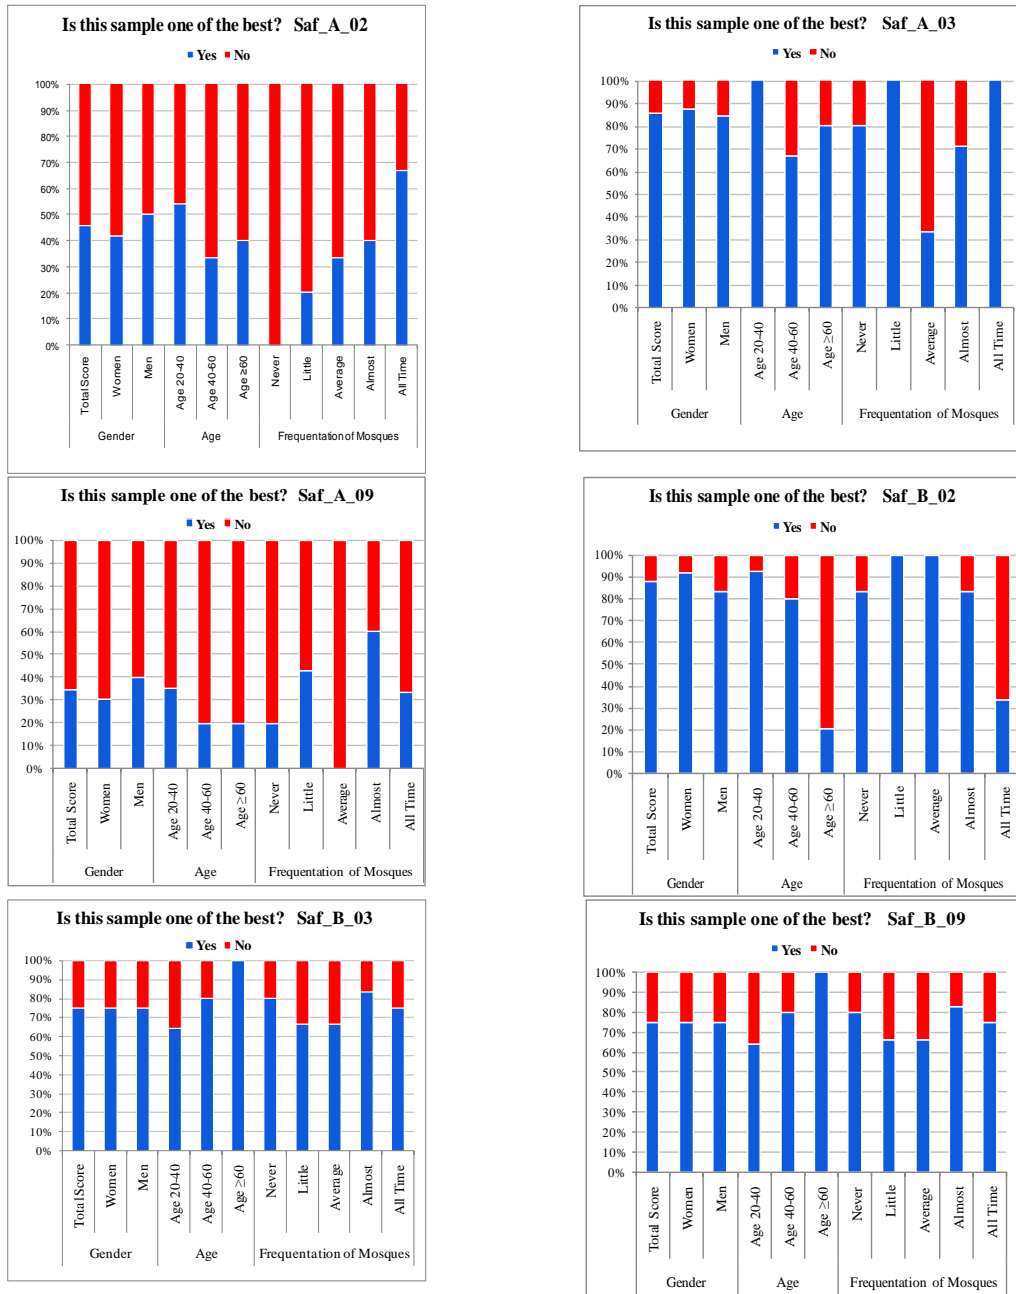 Is this sample one of the best? Saf_A_02
Yes No
100%
90%
80%
70%
60%
50%
40%
30%
20%
10%
0%
Total Score
Women
Men
Age 20-40
Age 40-60
Age ≥60
Never
Little
Average
Almost
All Time
Gender Age Frequentation of Mosques
Is this sample one of the best? Saf_A_03
Yes No
100%
90%
80%
70%
60%
50%
40%
30%
20%
10%
0%
Total Score
Women
Men
Age 20-40
Age 40-60
Age ≥60
Never
Little
Average
Almost
All Time
Gender Age Frequentation of Mosques
Is this sample one of the best? Saf_A_09
Yes No
100%
90%
80%
70%
60%
50%
40%
30%
20%
10%
0%
Total Score
Women
Men
Age 20-40
Age 40-60
Age ≥60
Never
Little
Average
Almost
All Time
Gender Age Frequentation of Mosques
Is this sample one of the best? Saf_B_02
Yes No
100%
90%
80%
70%
60%
50%
40%
30%
20%
10%
0%
Total Score
Women
Men
Age 20-40
Age 40-60
Age ≥60
Never
Little
Average
Almost
All Time
Gender Age Frequentation of Mosques
Is this sample one of the best? Saf_B_03
Yes No
100%
90%
80%
70%
60%
50%
40%
30%
20%
10%
0%
Total Score
Women
Men
Age 20-40
Age 40-60
Age ≥60
Never
Little
Average
Almost
All Time
Gender Age Frequentation of Mosques
Is this sample one of the best? Saf_B_09
Yes No
100%
90%
80%
70%
60%
50%
40%
30%
20%
10%
0%
Total Score
Women
Men
Age 20-40
Age 40-60
Age ≥60
Never
Little
Average
Almost
All Time
Gender Age Frequentation of Mosques